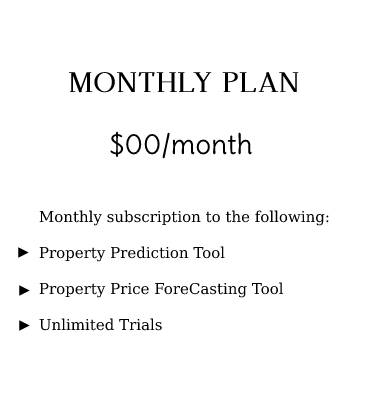 MONTHLY PLAN
$00/month
Monthly subscription to the following:
▶ Property Prediction Tool
▶ Property Price ForeCasting Tool
▶ Unlimited Trials